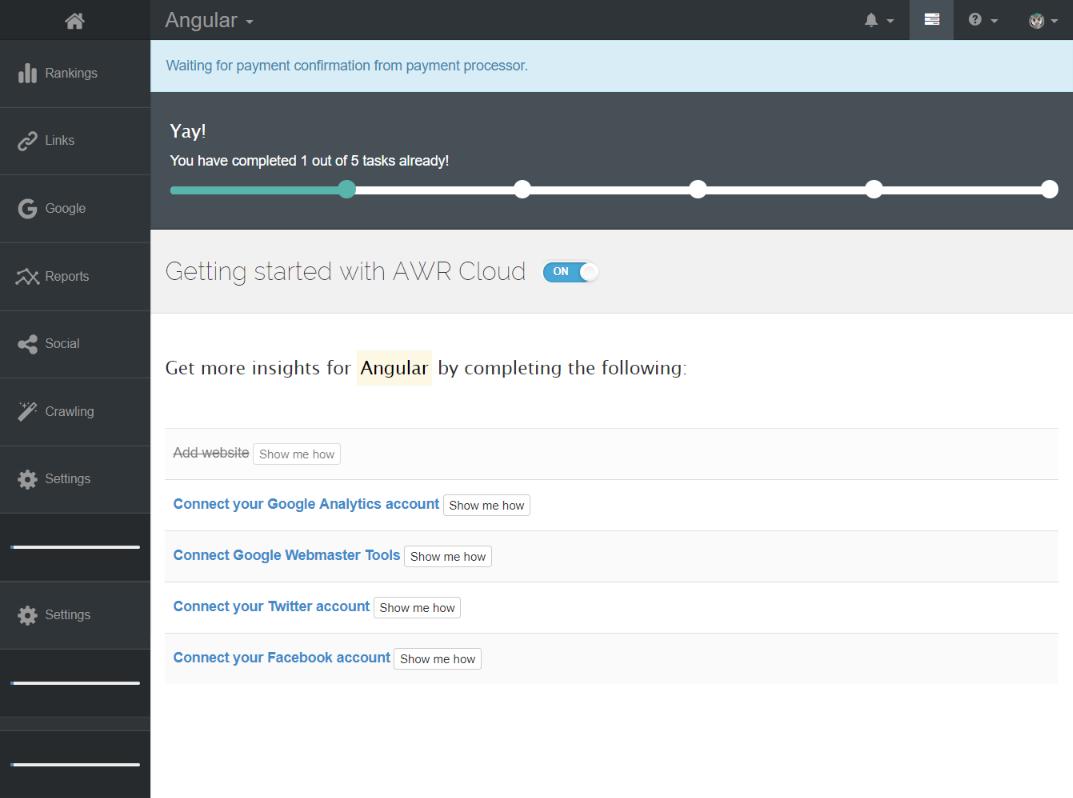 Angular
Waiting for payment confirmation from payment processor.
Rankings
Links
Google
Reports
Social
Crawling
Settings
Settings
Yay!
You have completed 1 out of 5 tasks already!
Getting started with AWR Cloud ON
Get more insights for Angular by completing the following:
Add website Show me how
Connect your Google Analytics account Show me how
Connect Google Webmaster Tools Show me how
Connect your Twitter account Show me how
Connect your Facebook account Show me how